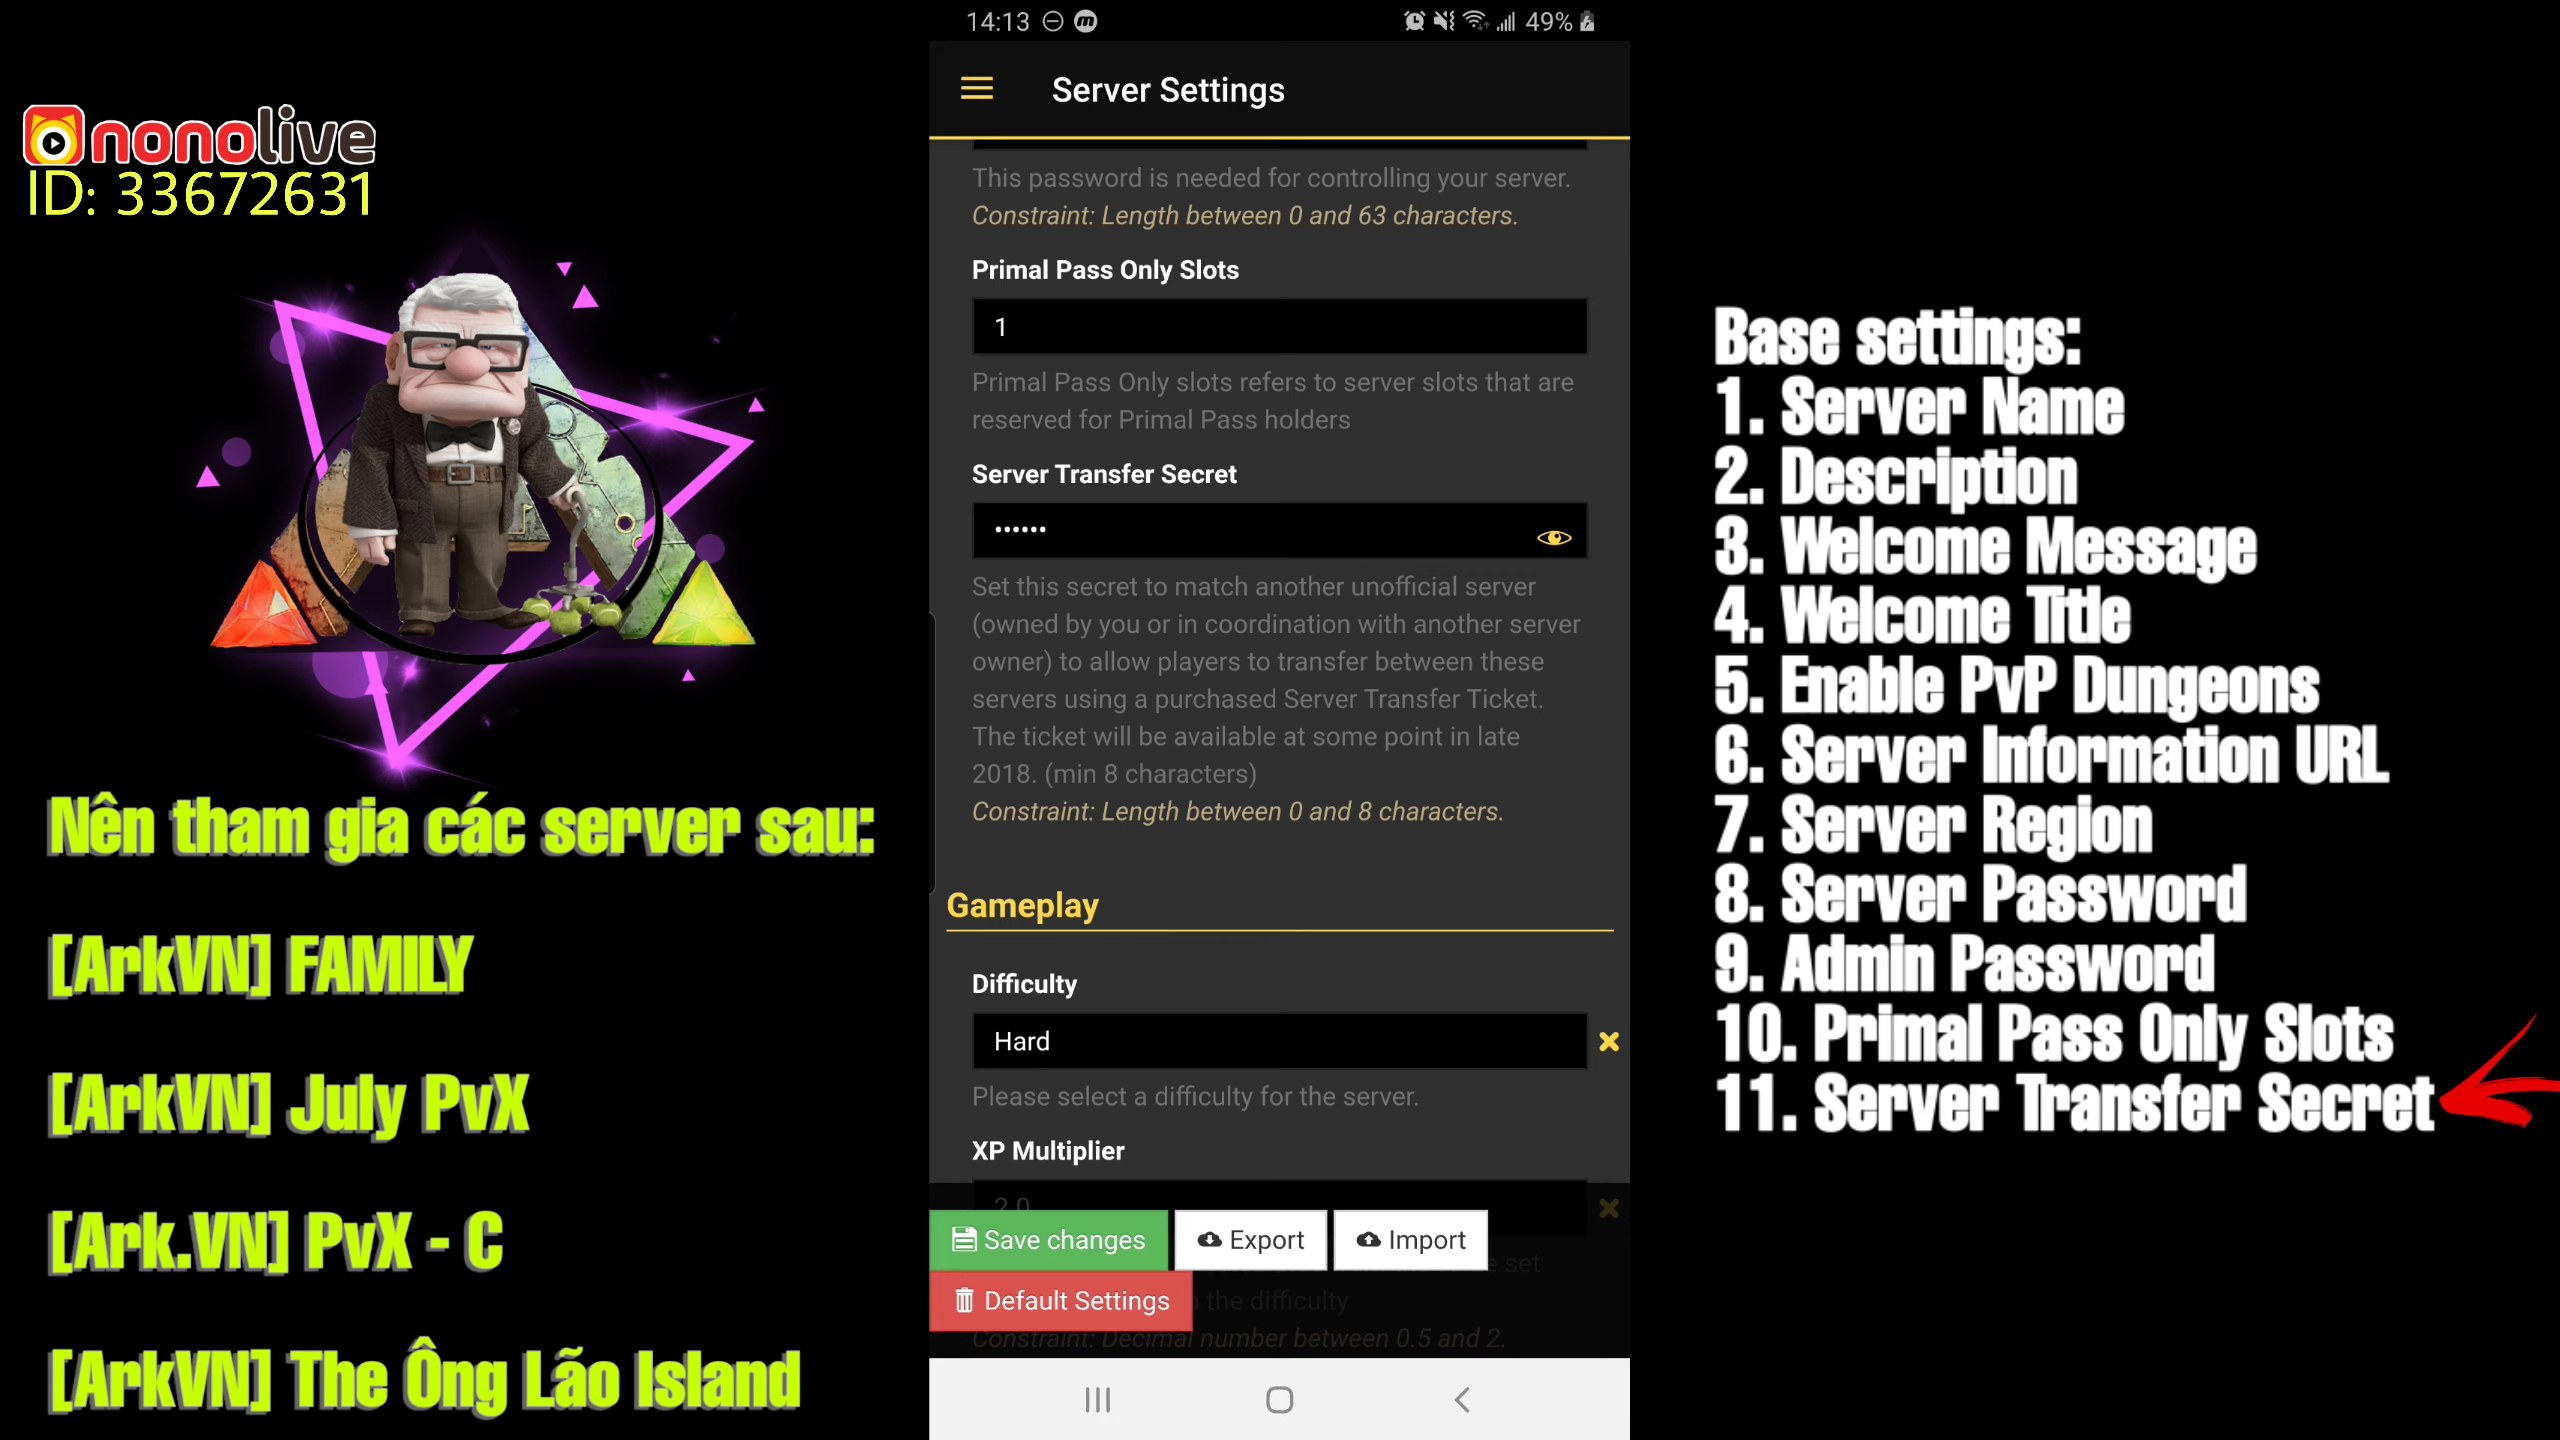 nonolive
ID: 33672631
Nên tham gia các server sau:
[ArkVN] FAMILY
[ArkVN] July PvX
[Ark.VN] PvX - C
[ArkVN] The Ông Lão Island
14:13
49%
Server Settings
This password is needed for controlling your server.
Constraint: Length between 0 and 63 characters.
Primal Pass Only Slots
1
Primal Pass Only slots refers to server slots that are
reserved for Primal Pass holders
Server Transfer Secret
••••••
Set this secret to match another unofficial server
(owned by you or in coordination with another server
owner) to allow players to transfer between these
servers using a purchased Server Transfer Ticket.
The ticket will be available at some point in late
2018. (min 8 characters)
Constraint: Length between 0 and 8 characters.
Gameplay
Difficulty
Hard
Please select a difficulty for the server.
XP Multiplier
2.0
Save changes
Export
Import
set
Default Settings
the difficulty
Constraint: Decimal number between 0.5 and 2.
Base settings:
1. Server Name
2. Description
3. Welcome Message
4. Welcome Title
5. Enable PvP Dungeons
6. Server Information URL
7. Server Region
8. Server Password
9. Admin Password
10. Primal Pass Only Slots
11. Server Transfer Secret